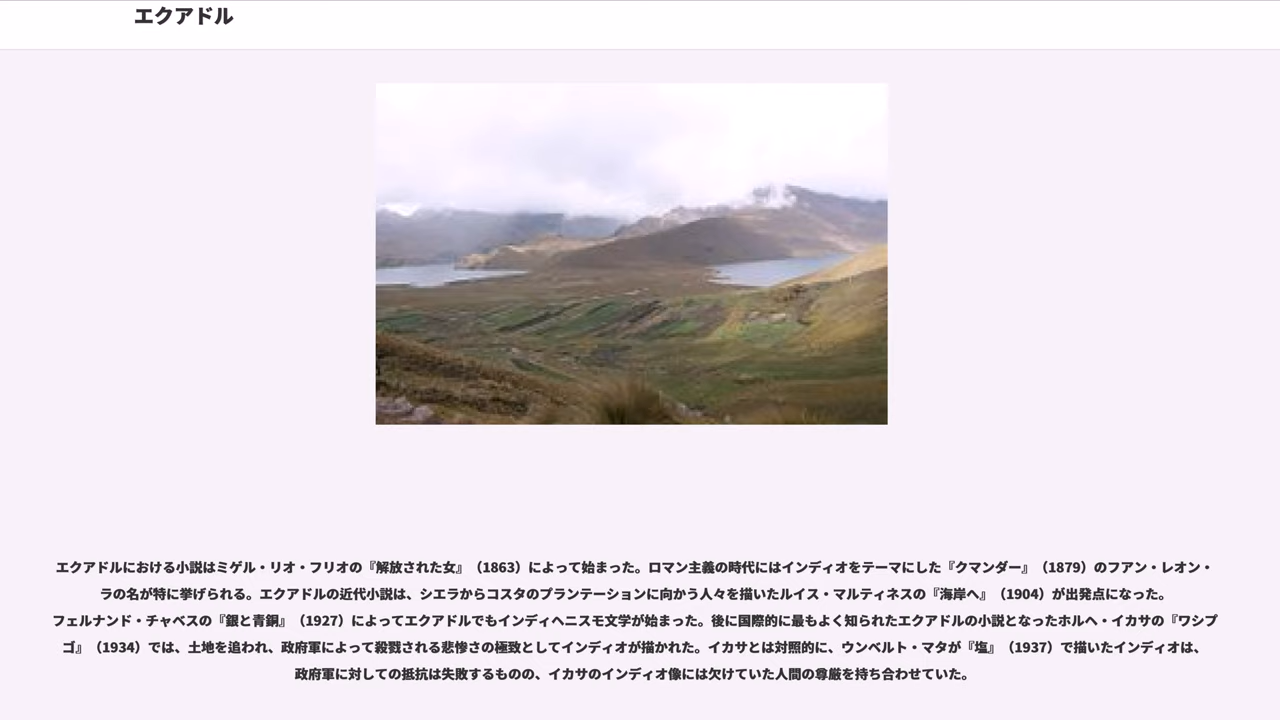 エクアドル
エクアドルにおける小説はミゲル・リオ・フリオの『解放された女』（1863）によって始まった。ロマン主義の時代にはインディオをテーマにした『クマンダー』（1879）のフアン・レオン・
ラの名が特に挙げられる。エクアドルの近代小説は、シエラからコスタのプランテーションに向かう人々を描いたルイス・マルティネスの『海岸へ』（1904）が出発点になった。
フェルナンド・チャベスの『銀と青銅』（1927）によってエクアドルでもインディヘニスモ文学が始まった。後に国際的に最もよく知られたエクアドルの小説となったホルヘ・イカサの『ワシプ
ゴ』（1934）では、土地を追われ、政府軍によって殺戮される悲惨さの極致としてインディオが描かれた。イカサとは対照的に、ウンベルト・マタが『塩』（1937）で描いたインディオは、
政府軍に対しての抵抗は失敗するものの、イカサのインディオ像には欠けていた人間の尊厳を持ち合わせていた。